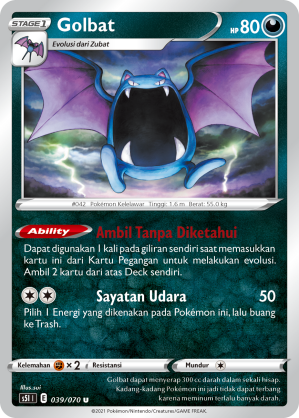 STAGE 1 Golbat HP 80
Evolusi dari Zubat
#042 Pokémon Kelelawar Tinggi: 1.6 m Berat: 55.0 kg
Ability Ambil Tanpa Diketahui
Dapat digunakan 1 kali pada giliran sendiri saat memasukkan
kartu ini dari Kartu Pegangan untuk melakukan evolusi.
Ambil 2 kartu dari atas Deck sendiri.
Sayatan Udara 50
Pilih 1 Energy yang dikenakan pada Pokémon ini, lalu buang
ke Trash.
Kelemahan ×2 Resistansi Mundur
Illus.sui
s5I I E 039/070 U
Golbat dapat menyerap 300 cc darah dalam sekali hisap.
Kadang-kadang Pokémon ini jadi tidak dapat terbang
karena meminum terlalu banyak darah.
©2021 Pokémon/Nintendo/Creatures/GAME FREAK.